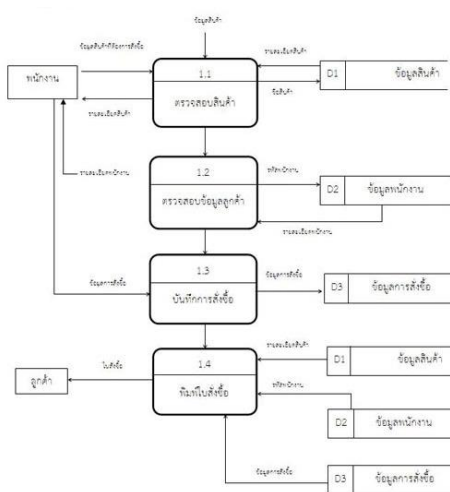 ข้อมูลสินค้า
ข้อมูลสินค้าที่ต้องการสั่งซื้อ
รายละเอียดสินค้า
พนักงาน
1.1
D1 ข้อมูลสินค้า
ตรวจสอบสินค้า
ชื่อสินค้า
รายละเอียดสินค้า
1.2
รหัสพนักงาน
รายละเอียดพนักงาน
ตรวจสอบข้อมูลลูกค้า
D2 ข้อมูลพนักงาน
รายละเอียดพนักงาน
1.3
ข้อมูลการสั่งซื้อ
ข้อมูลการสั่งซื้อ
บันทึกการสั่งซื้อ
D3 ข้อมูลการสั่งซื้อ
รายละเอียดสินค้า
1.4
D1 ข้อมูลสินค้า
ใบสั่งซื้อ
ลูกค้า
พิมพ์ใบสั่งซื้อ
รหัสพนักงาน
D2 ข้อมูลพนักงาน
ข้อมูลการสั่งซื้อ
D3 ข้อมูลการสั่งซื้อ